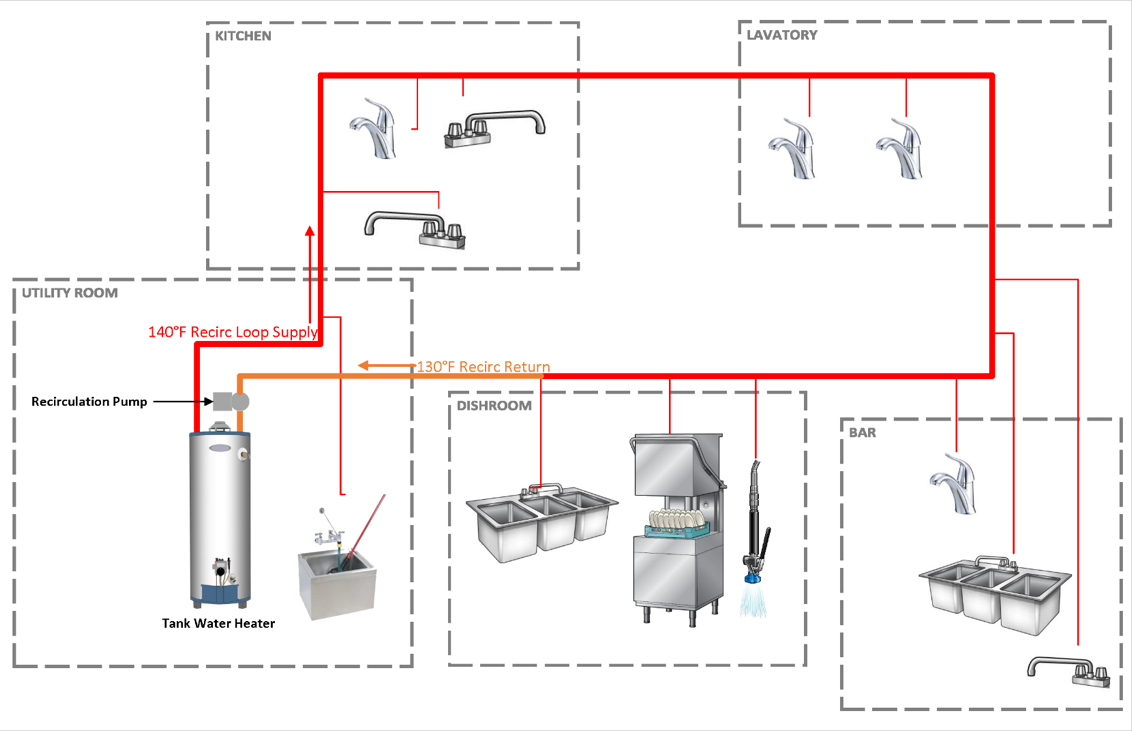 KITCHEN
LAVATORY
UTILITY ROOM
140°F Recirc Loop Supply
130°F Recirc Return
Recirculation Pump
DISHROOM
BAR
Tank Water Heater